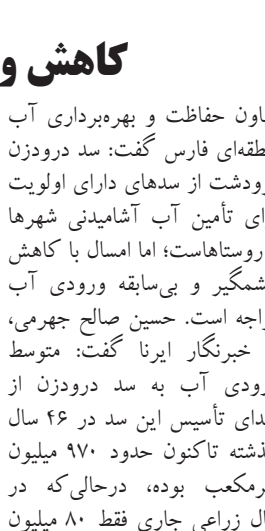 کاهش و
اون حفاظت و بهره‌برداری آب
طقه‌ای فارس گفت: سد درودزن
رودشت از سدهای دارای اولویت
ای تأمین آب آشامیدنی شهرها
روستاهاست؛ اما امسال با کاهش
شمگیر و بی‌سابقه ورودی آب
اجه است. حسین صالح جهرمی،
خبرنگار ایرنا گفت: متوسط
رودی آب به سد درودزن از
دای تأسیس این سد در ۴۶ سال
ذشته تاکنون حدود ۹۷۰ میلیون
رمکعب بوده، درحالی‌که در
ال زراعی جاری فقط ۸۰ میلیون